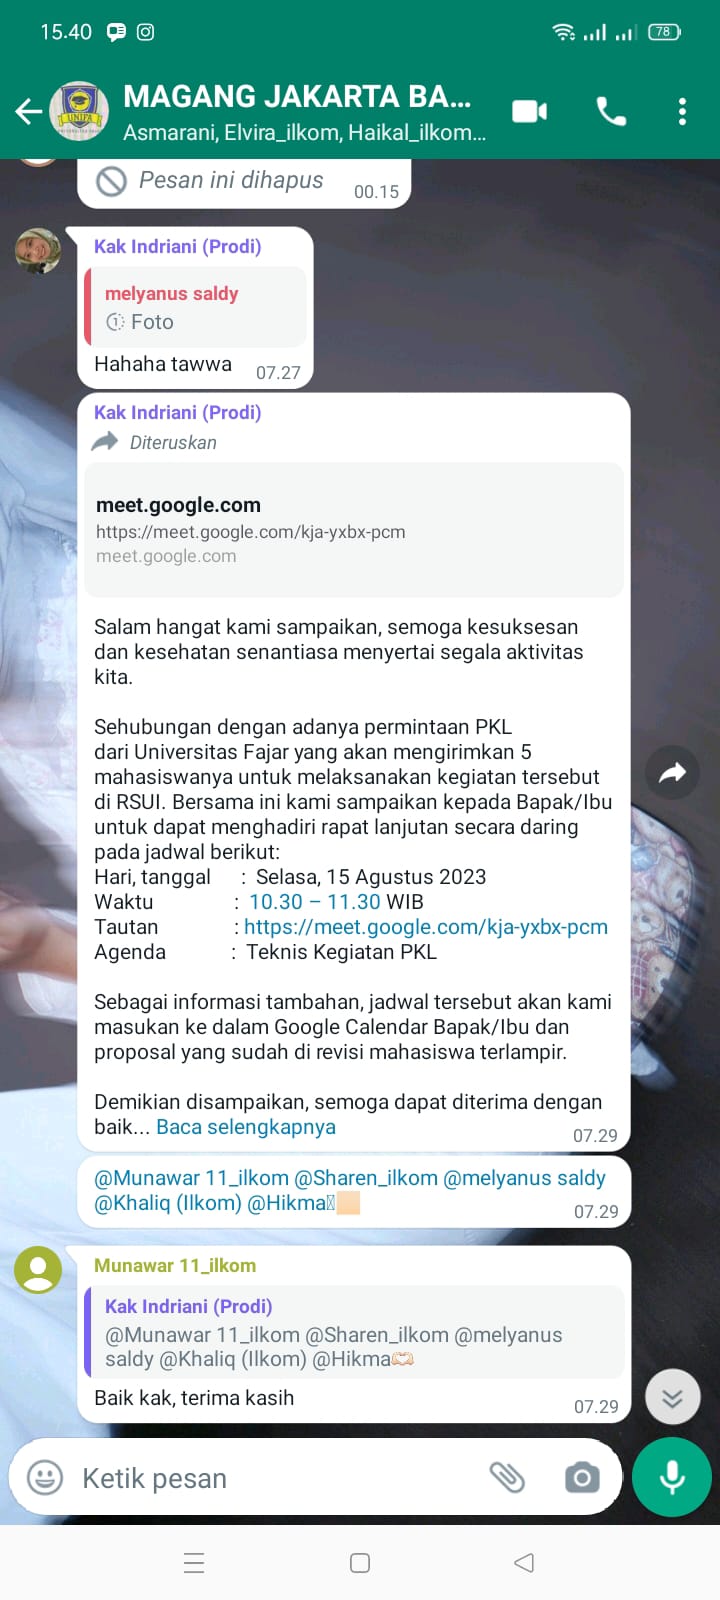 15.40
78
MAGANG JAKARTA BA...
UNIFA
Asmarani, Elvira_ilkom, Haikal_ilkom...
Pesan ini dihapus 00.15
Kak Indriani (Prodi)
melyanus saldy
1 Foto
Hahaha tawwa 07.27
Kak Indriani (Prodi)
Diteruskan
meet.google.com
https://meet.google.com/kja-yxbx-pcm
meet.google.com
Salam hangat kami sampaikan, semoga kesuksesan
dan kesehatan senantiasa menyertai segala aktivitas
kita.
Sehubungan dengan adanya permintaan PKL
dari Universitas Fajar yang akan mengirimkan 5
mahasiswanya untuk melaksanakan kegiatan tersebut
di RSUI. Bersama ini kami sampaikan kepada Bapak/Ibu
untuk dapat menghadiri rapat lanjutan secara daring
pada jadwal berikut:
Hari, tanggal : Selasa, 15 Agustus 2023
Waktu : 10.30 – 11.30 WIB
Tautan : https://meet.google.com/kja-yxbx-pcm
Agenda : Teknis Kegiatan PKL
Sebagai informasi tambahan, jadwal tersebut akan kami
masukan ke dalam Google Calendar Bapak/Ibu dan
proposal yang sudah di revisi mahasiswa terlampir.
Demikian disampaikan, semoga dapat diterima dengan
baik... Baca selengkapnya 07.29
@Munawar 11_ilkom @Sharen_ilkom @melyanus saldy
@Khaliq (Ilkom) @Hikma 07.29
Munawar 11_ilkom
Kak Indriani (Prodi)
@Munawar 11_ilkom @Sharen_ilkom @melyanus
saldy @Khaliq (Ilkom) @Hikma🫶🏻
Baik kak, terima kasih 07.29
Ketik pesan